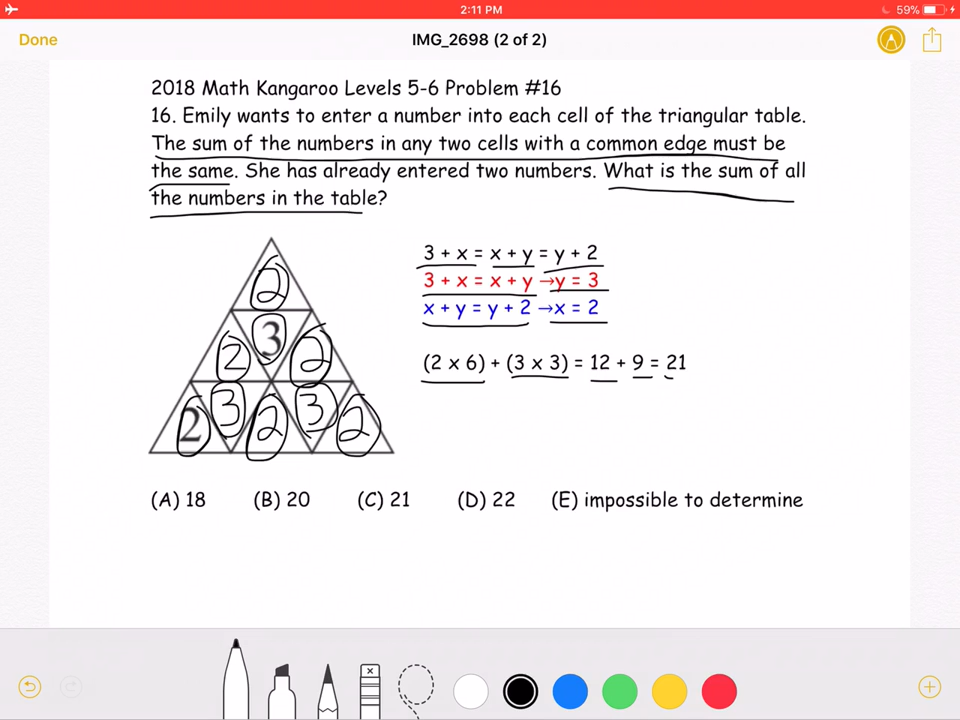 2:11 PM
59%
Done
IMG_2698 (2 of 2)
2018 Math Kangaroo Levels 5-6 Problem #16
16. Emily wants to enter a number into each cell of the triangular table.
The sum of the numbers in any two cells with a common edge must be
the same. She has already entered two numbers. What is the sum of all
the numbers in the table?
2
3
2 2
2 3 2 3 2
3 + x = x + y = y + 2
3 + x = x + y →y = 3
x + y = y + 2 →x = 2
(2 x 6) + (3 x 3) = 12 + 9 = 21
(A) 18 (B) 20 (C) 21 (D) 22 (E) impossible to determine